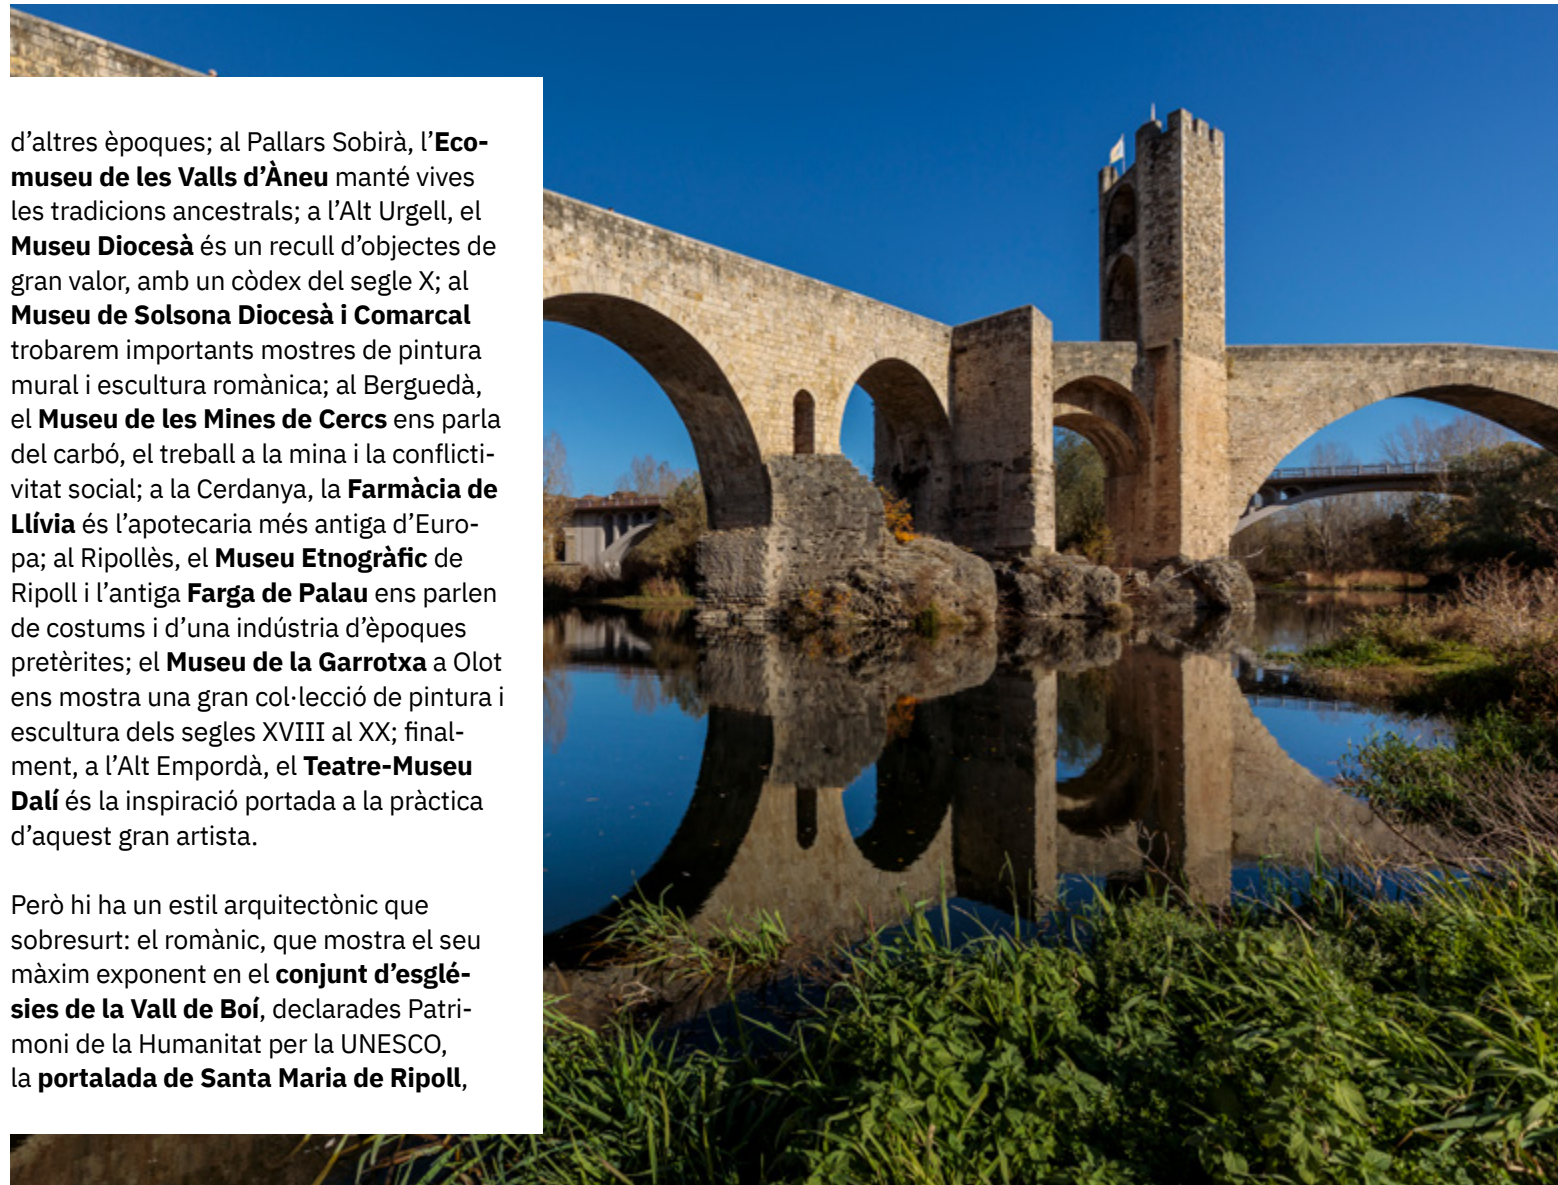 d’altres èpoques; al Pallars Sobirà, l’Eco-
museu de les Valls d’Àneu manté vives
les tradicions ancestrals; a l’Alt Urgell, el
Museu Diocesà és un recull d’objectes de
gran valor, amb un còdex del segle X; al
Museu de Solsona Diocesà i Comarcal
trobarem importants mostres de pintura
mural i escultura romànica; al Berguedà,
el Museu de les Mines de Cercs ens parla
del carbó, el treball a la mina i la conflicti-
vitat social; a la Cerdanya, la Farmàcia de
Llívia és l’apotecaria més antiga d’Euro-
pa; al Ripollès, el Museu Etnogràfic de
Ripoll i l’antiga Farga de Palau ens parlen
de costums i d’una indústria d’èpoques
pretèrites; el Museu de la Garrotxa a Olot
ens mostra una gran col·lecció de pintura i
escultura dels segles XVIII al XX; final-
ment, a l’Alt Empordà, el Teatre-Museu
Dalí és la inspiració portada a la pràctica
d’aquest gran artista.
Però hi ha un estil arquitectònic que
sobresurt: el romànic, que mostra el seu
màxim exponent en el conjunt d’esglé-
sies de la Vall de Boí, declarades Patri-
moni de la Humanitat per la UNESCO,
la portalada de Santa Maria de Ripoll,